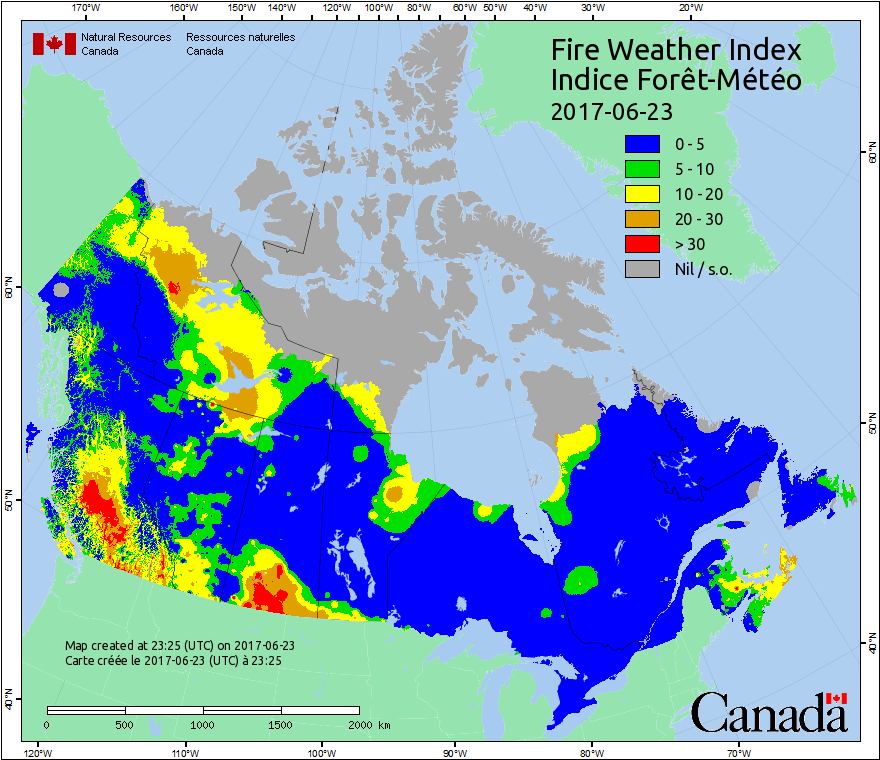 170°W 160°W 150°W 140°W 130°W 120°W 110°W 100°W 90°W 80°W 70°W 60°W 50°W 40°W 30°W 20°W
Natural Resources Ressources naturelles
Canada Canada
Fire Weather Index
Indice Forêt-Météo
2017-06-23
0 - 5
5 - 10
10 - 20
20 - 30
> 30
Nil / s.o.
60°N 60°N
50°N 50°N
40°N 40°N
Map created at 23:25 (UTC) on 2017-06-23
Carte créée le 2017-06-23 (UTC) à 23:25
0 500 1000 1500 2000 km
Canada
120°W 110°W 100°W 90°W 80°W 70°W